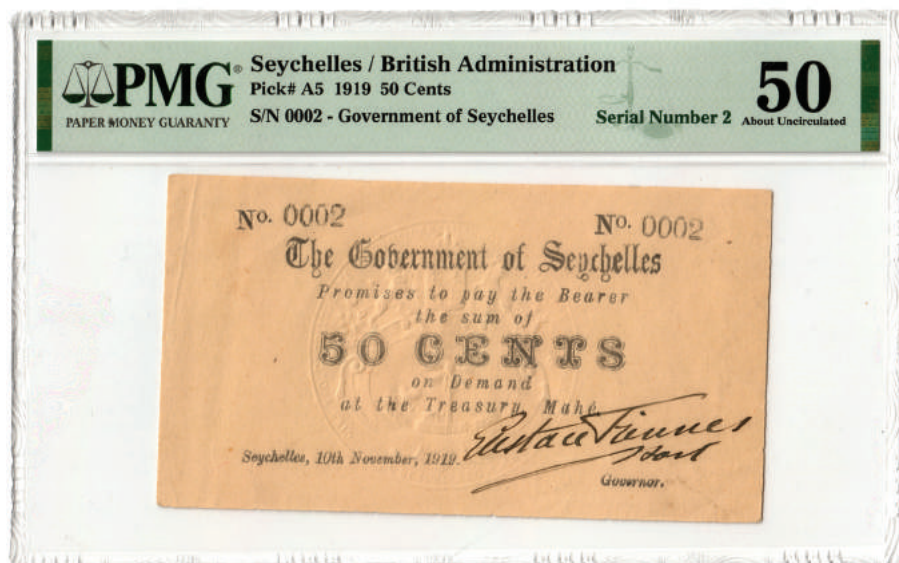 PMG®
PAPER MONEY GUARANTY
Seychelles / British Administration
Pick# A5 1919 50 Cents
S/N 0002 - Government of Seychelles
Serial Number 2
50
About Uncirculated
No. 0002
No. 0002
The Government of Seychelles
Promises to pay the Bearer
the sum of
50 CENTS
on Demand
at the Treasury, Mahé.
Seychelles, 10th November, 1919.
Eustace Fiennes
Governor.